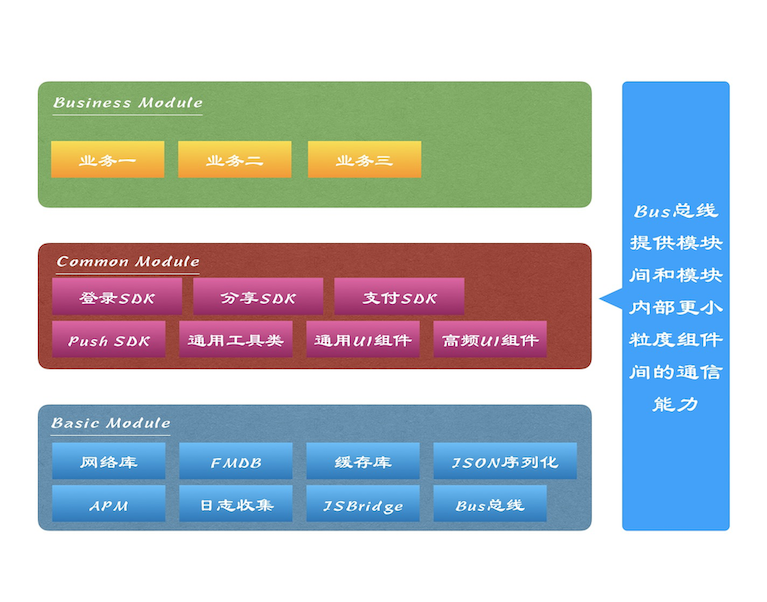 Business Module
业务一
业务二
业务三
Common Module
登录SDK
分享SDK
支付SDK
Push SDK
通用工具类
通用UI组件
高频UI组件
Basic Module
网络库
FMDB
缓存库
JSON序列化
APM
日志收集
JSBridge
Bus总线
Bus总线
提供模块
间和模块
内部更小
粒度组件
间的通信
能力